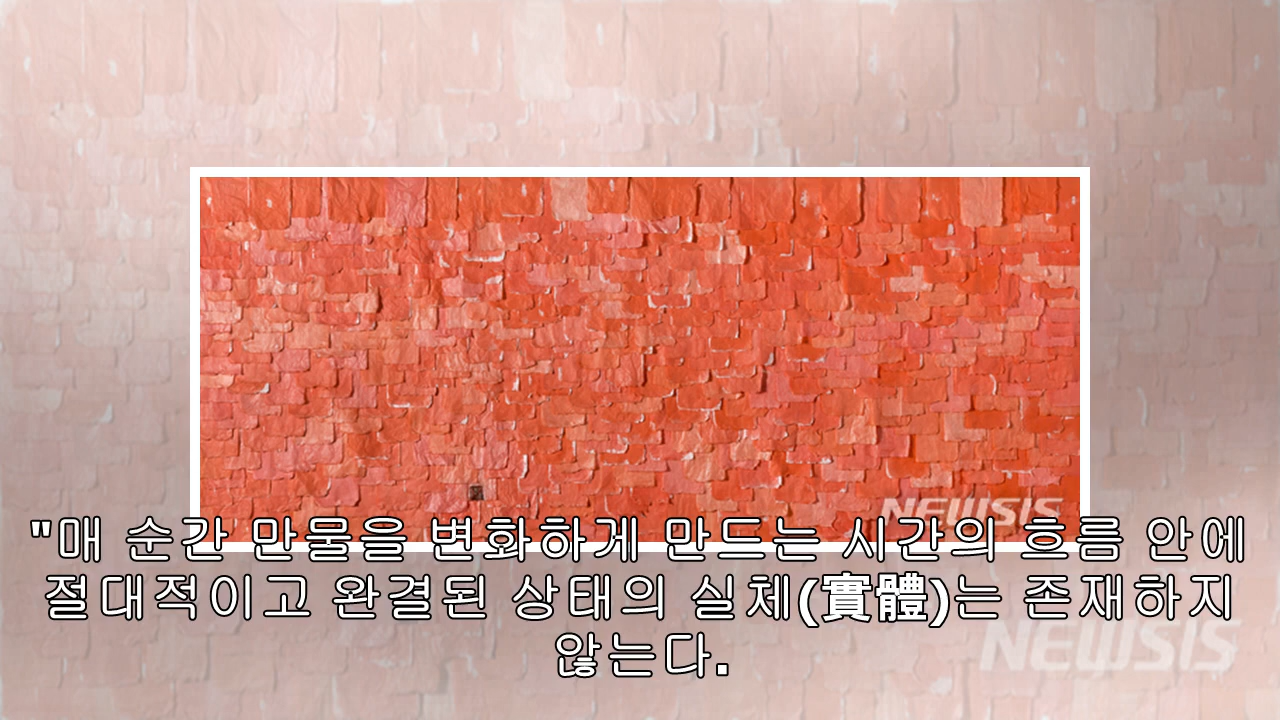 NEWSIS
"매 순간 만물을 변화하게 만드는 시간의 흐름 안에
절대적이고 완결된 상태의 실체(實體)는 존재하지
않는다.
NEWSIS